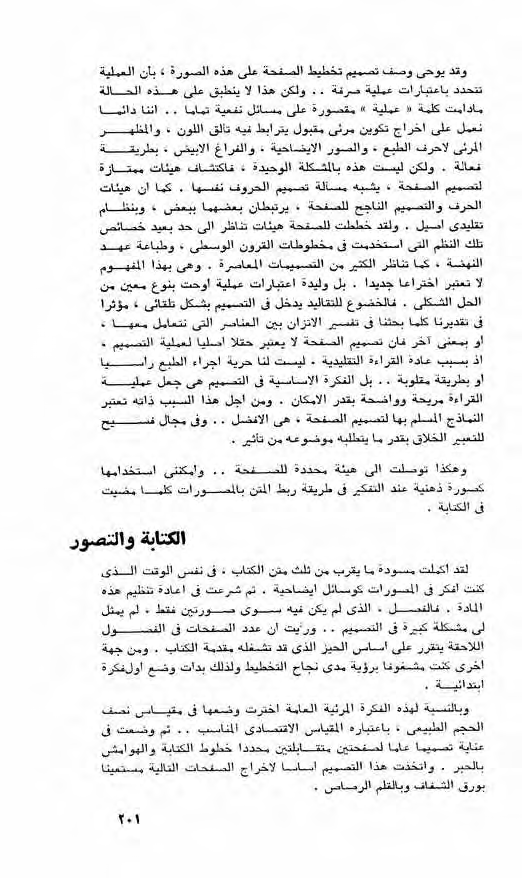 وقد يوحى وصف تصميم تخطيط الصفحة على هذه الصورة ، بأن العملية
تتحدد باعتبارات عملية صرفة . . ولكن هذا لا ينطبق على هذه الحالة
مادامت كلمة « عملية » مقصورة على مسائل نفعية تماما . . اننا دائما
نعمل على اخراج تكوين مرئى مقبول يترابط فيه تالق اللون ، والمظهر
المرئى لاحرف الطبع ، والصور الايضاحية ، والفراغ الابيض ، بطريقة
فعالة . ولكن ليست هذه بالمشكلة الوحيدة ، فاكتشاف هيئات ممتازة
لتصميم الصفحة ، يشبه مسألة تصميم الحروف نفسها . كما ان هيئات
الحرف والتصميم الناجح للصفحة ، يرتبطان بعضهما ببعض ، وبنظام
تقليدى اصيل . ولقد خططت للصفحة هيئات تناظر الى حد بعيد خصائص
تلك النظم التى استخدمت فى مخطوطات القرون الوسطى ، وطباعة عهد
النهضة ، كما تناظر الكثير من التصميمات المعاصرة . وهى بهذا المفهوم
لا تعتبر اختراعا جديدا . بل وليدة اعتبارات عملية اوحت بنوع معين من
الحل الشكلى . فالخضوع للتقاليد يدخل فى التصميم بشكل تلقائى ، مؤثرا
فى تقديرنا كلما بحثنا فى تفسير الاتزان بين العناصر التى نتعامل معها ،
او بمعنى آخر فان تصميم الصفحة لا يعتبر حقلا اصليا لعملية التصميم ،
اذ بسبب عادة القراءة التقليدية . ليست لنا حرية اجراء الطبع راسيا
او بطريقة مقلوبة . . بل الفكرة الاساسية فى التصميم هى جعل عملية
القراءة مريحة وواضحة بقدر الامكان . ومن اجل هذا السبب ذاته تعتبر
النماذج المسلم بها لتصميم الصفحة ، هى الافضل . . وفى مجال فسيح
للتعبير الخلاق بقدر ما يتطلبه موضوعه من تاثير .
وهكذا توصلت الى هيئة محددة للصفحة . . وامكننى استخدامها
كصورة ذهنية عند التفكير فى طريقة ربط المتن بالمصورات كلما مضيت
فى الكتابة .
الكتابة والتصور
لقد اكملت مسودة ما يقرب من ثلث متن الكتاب ، فى نفس الوقت الذى
كنت افكر فى المصورات كوسائل ايضاحية . ثم شرعت فى اعادة تنظيم هذه
المادة . فالفصل ، الذى لم يكن فيه سوى صورتين فقط ، لم يمثل
لى مشكلة كبيرة فى التصميم . . ورأيت ان عدد الصفحات فى الفصول
اللاحقة يتقرر على اساس الحيز الذى قد تشغله مقدمة الكتاب . ومن جهة
اخرى كنت مشغوفا برؤية مدى نجاح التخطيط ولذلك بدات وضع اول فكرة
ابتدائية .
وبالنسبة لهذه الفكرة المرئية العامة اخترت وضعها فى مقياس نصف
الحجم الطبيعى ، باعتباره المقياس الاقتصادى المناسب . . ثم وضعت فى
عناية تصميما عاما لصفحتين متقابلتين محددا خطوط الكتابة والهوامش
بالحبر . واتخذت هذا التصميم اساسا لاخراج الصفحات التالية مستعينا
بورق الشفاف وبالقلم الرصاص .
٢٠١